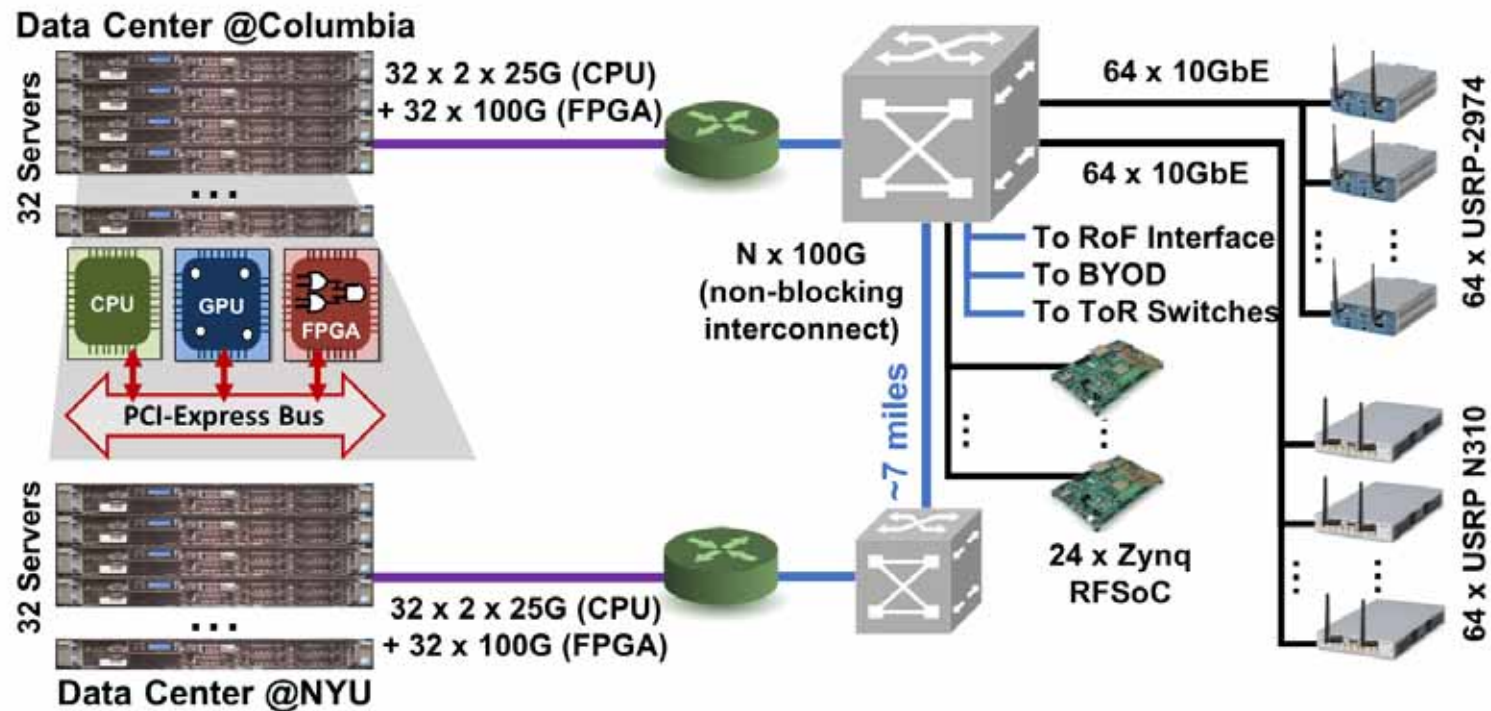 Data Center @Columbia
32 Servers
32 x 2 x 25G (CPU)
+ 32 x 100G (FPGA)
...
CPU
GPU
FPGA
PCI-Express Bus
64 x 10GbE
64 x 10GbE
64 x USRP-2974
To RoF Interface
To BYOD
To ToR Switches
N x 100G
(non-blocking
interconnect)
~7 miles
24 x Zynq
RFSoC
64 x USRP N310
32 Servers
32 x 2 x 25G (CPU)
+ 32 x 100G (FPGA)
...
Data Center @NYU